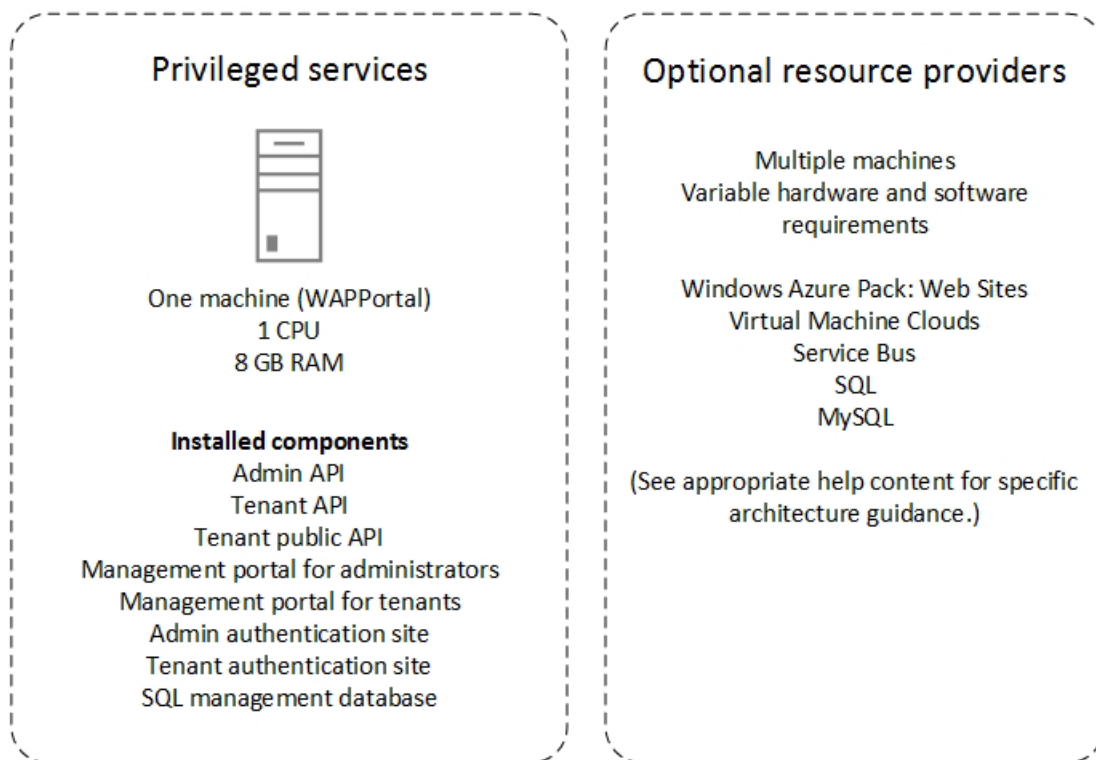 Privileged services
One machine (WAPPortal)
1 CPU
8 GB RAM
Installed components
Admin API
Tenant API
Tenant public API
Management portal for administrators
Management portal for tenants
Admin authentication site
Tenant authentication site
SQL management database
Optional resource providers
Multiple machines
Variable hardware and software
requirements
Windows Azure Pack: Web Sites
Virtual Machine Clouds
Service Bus
SQL
MySQL
(See appropriate help content for specific
architecture guidance.)